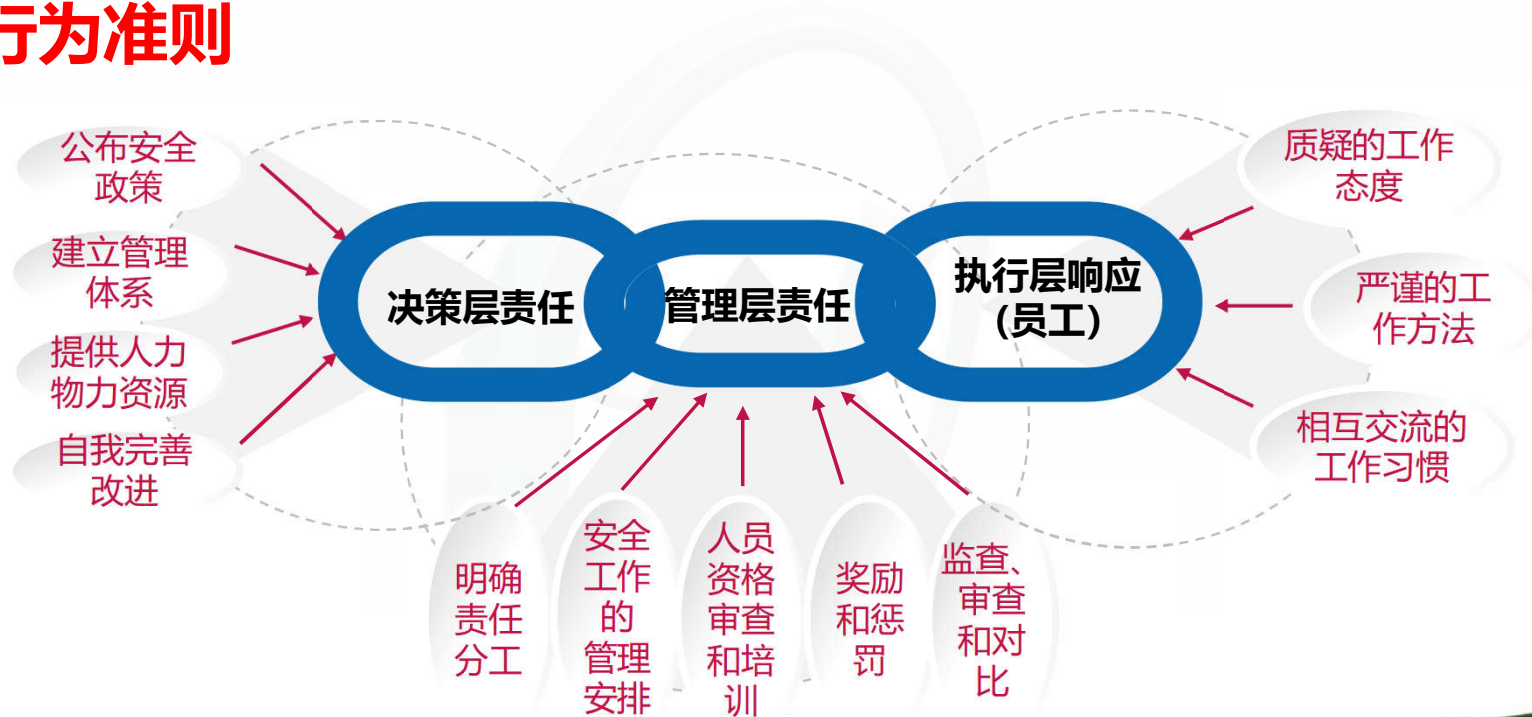 行为准则
公布安全
政策
建立管理
体系
提供人力
物力资源
自我完善
改进
决策层责任
管理层责任
执行层响应
(员工)
质疑的工作
态度
严谨的工
作方法
相互交流的
工作习惯
明确
责任
分工
安全
工作
的
管理
安排
人员
资格
审查
和培
训
奖励
和惩
罚
监查、
审查
和对
比